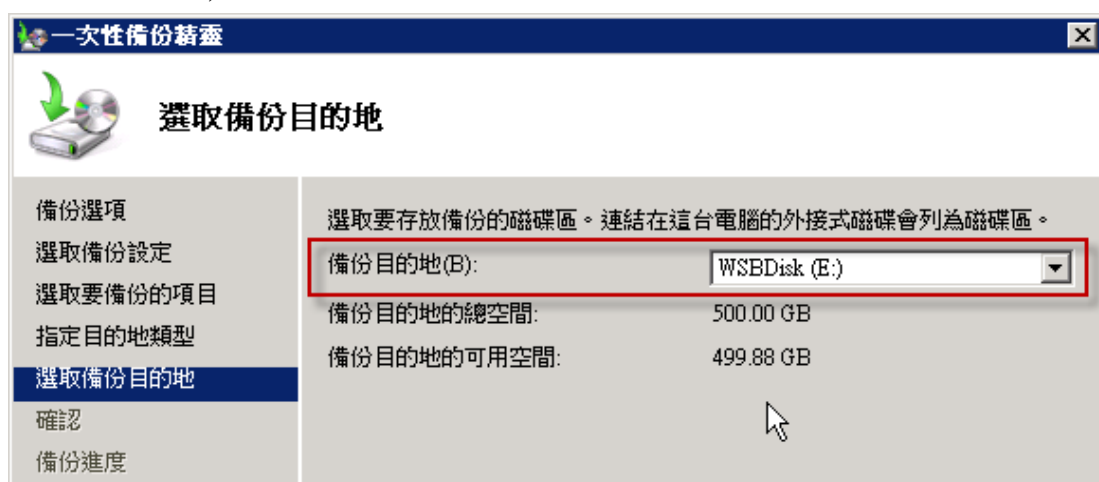 一次性備份精靈
選取備份目的地
備份選項
選取備份設定
選取要備份的項目
指定目的地類型
選取備份目的地
確認
備份進度
選取要存放備份的磁碟區。連結在這台電腦的外接式磁碟會列為磁碟區。
備份目的地(B): WSBDisk (E:)
備份目的地的總空間: 500.00 GB
備份目的地的可用空間: 499.88 GB